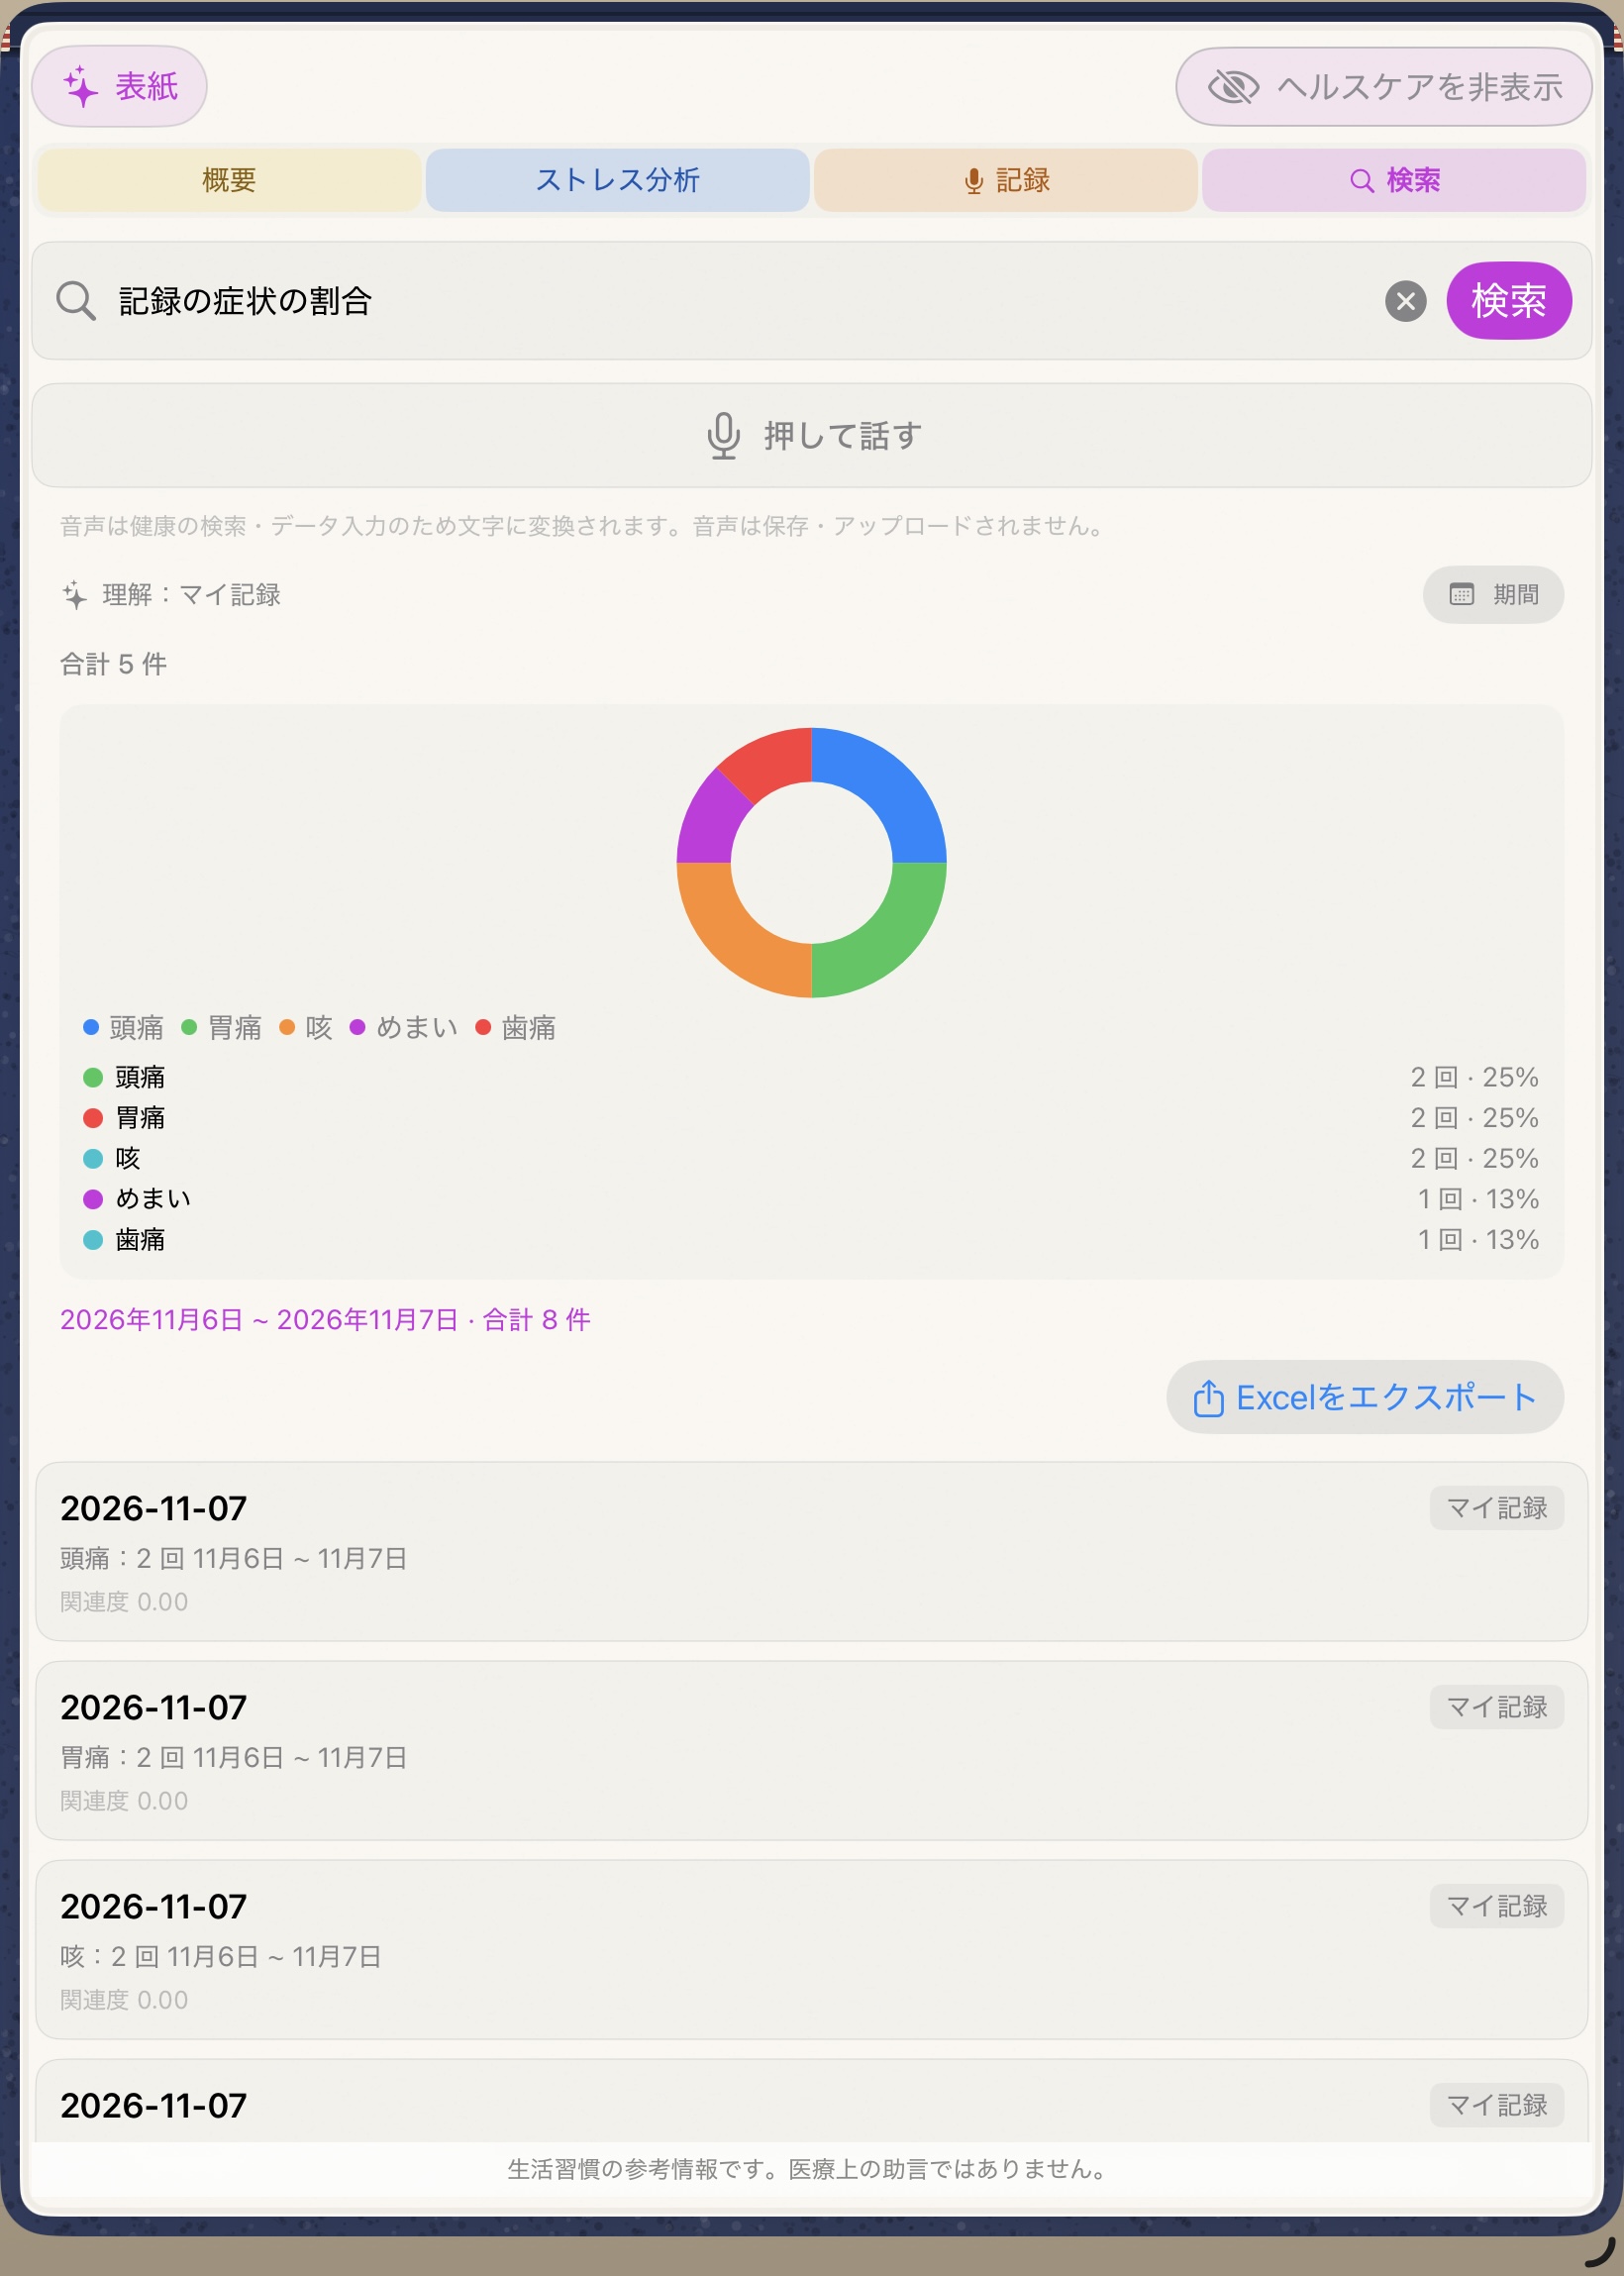 表紙
ヘルスケアを非表示
概要
ストレス分析
記録
検索
記録の症状の割合
検索
押して話す
音声は健康の検索・データ入力のため文字に変換されます。音声は保存・アップロードされません。
理解：マイ記録
期間
合計 5 件
頭痛 胃痛 咳 めまい 歯痛
頭痛 2 回 · 25%
胃痛 2 回 · 25%
咳 2 回 · 25%
めまい 1 回 · 13%
歯痛 1 回 · 13%
2026年11月6日 ~ 2026年11月7日 · 合計 8 件
Excelをエクスポート
2026-11-07 マイ記録
頭痛：2 回 11月6日 ~ 11月7日
関連度 0.00
2026-11-07 マイ記録
胃痛：2 回 11月6日 ~ 11月7日
関連度 0.00
2026-11-07 マイ記録
咳：2 回 11月6日 ~ 11月7日
関連度 0.00
2026-11-07 マイ記録
生活習慣の参考情報です。医療上の助言ではありません。